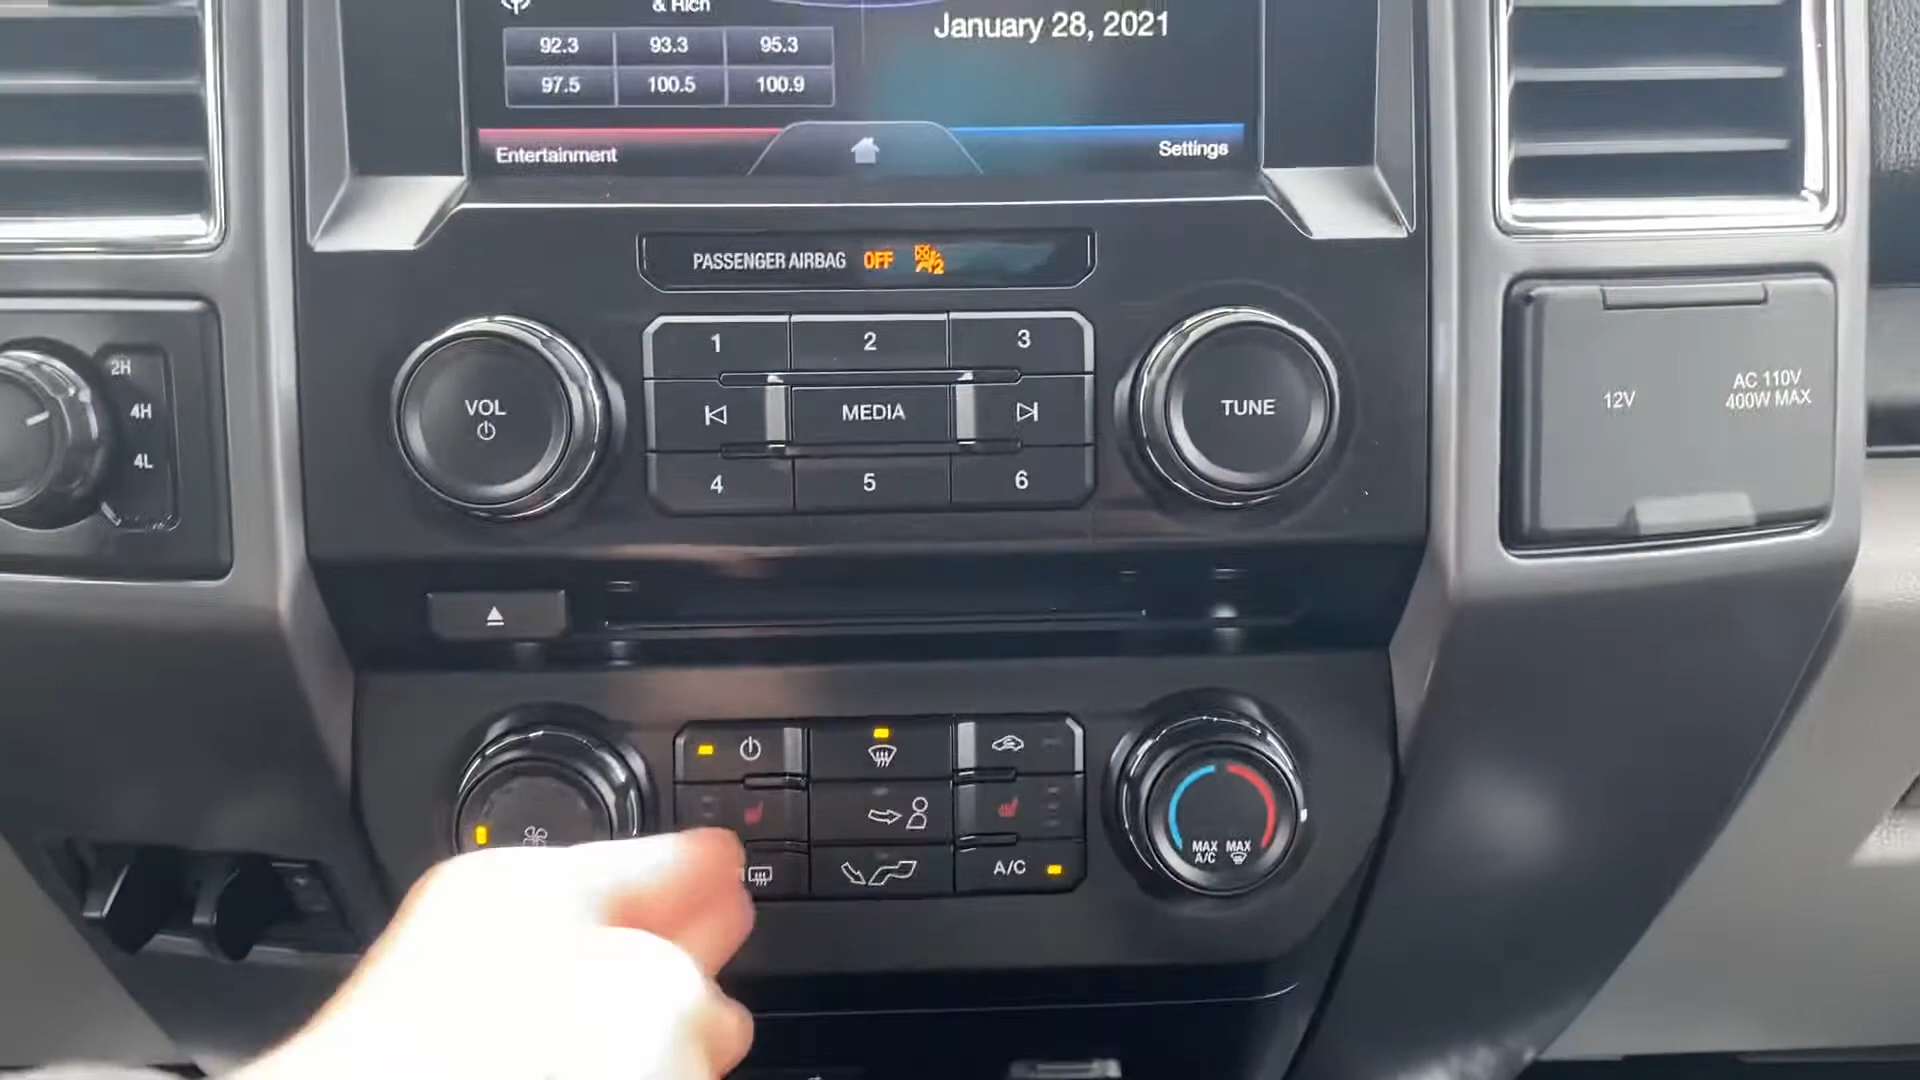 & Rich
January 28, 2021
92.3 93.3 95.3
97.5 100.5 100.9
Entertainment
Settings
PASSENGER AIRBAG OFF 2
2H
4H
4L
VOL
1 2 3
MEDIA
4 5 6
TUNE
12V
AC 110V
400W MAX
A/C
MAX
A/C
MAX